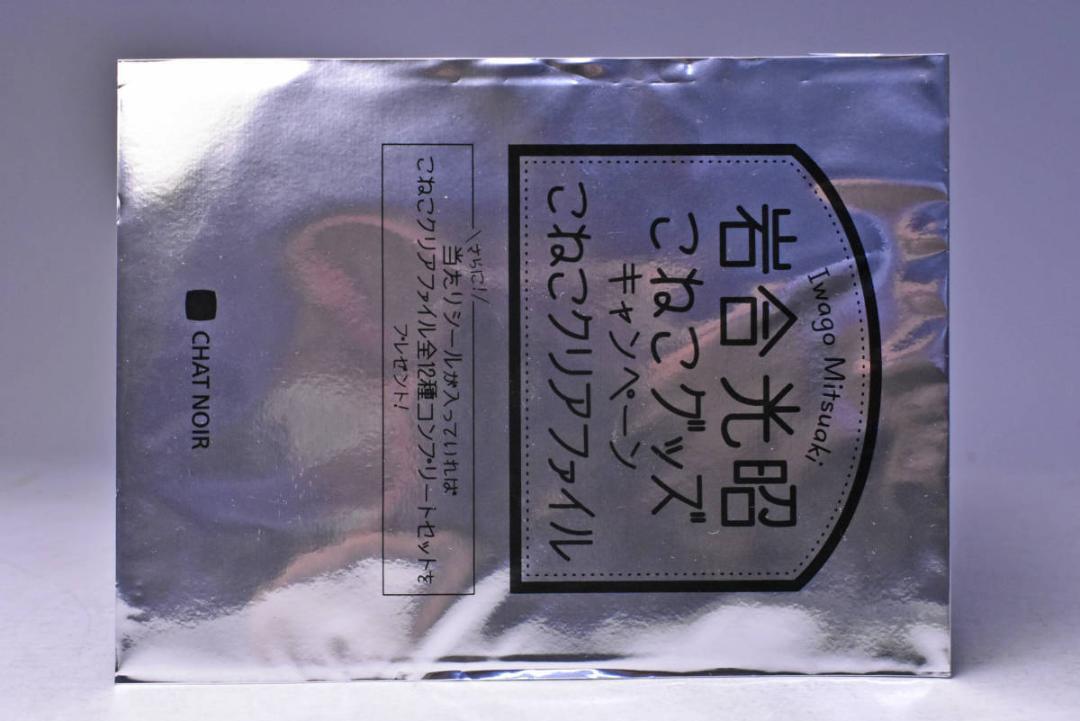 Iwago Mitsuaki
岩合光昭
こねこグッズ
キャンペーン
こねこクリアファイル
さらに!
当たりシールが入っていれば
こねこクリアファイル全12種コンプリートセットを
プレゼント!
CHAT NOIR